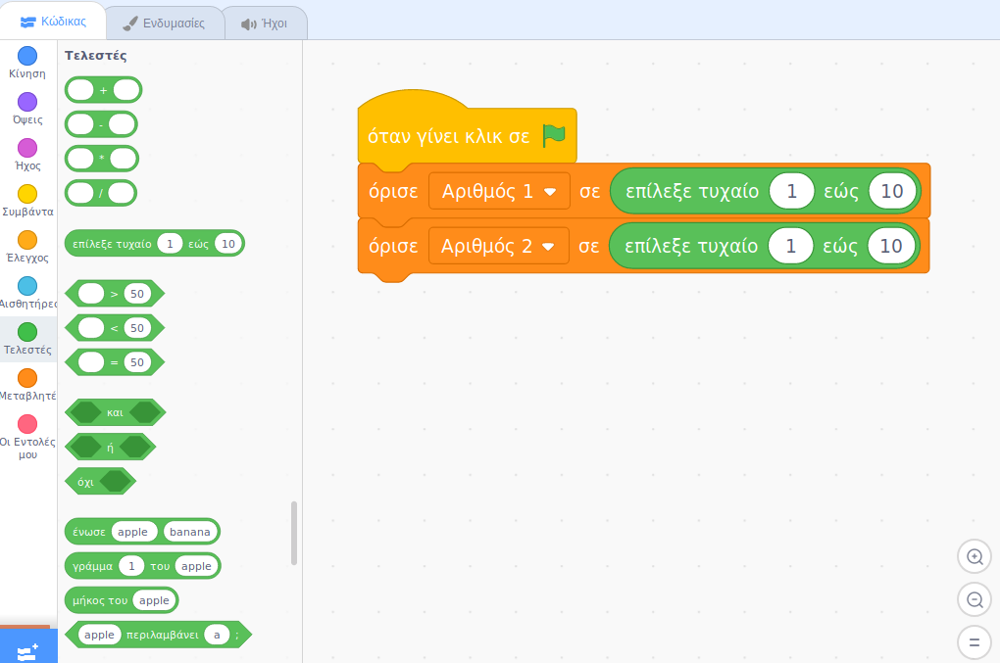 Κώδικας
Ενδυμασίες
Ήχοι
Κίνηση
Όψεις
Ήχος
Συμβάντα
Έλεγχος
Αισθητήρες
Τελεστές
Μεταβλητέ
Οι Εντολές
μου
Τελεστές
+
-
*
/
επίλεξε τυχαίο 1 εώς 10
> 50
< 50
= 50
και
ή
όχι
ένωσε apple banana
γράμμα 1 του apple
μήκος του apple
apple περιλαμβάνει a ;
όταν γίνει κλικ σε
όρισε Αριθμός 1 σε επίλεξε τυχαίο 1 εώς 10
όρισε Αριθμός 2 σε επίλεξε τυχαίο 1 εώς 10